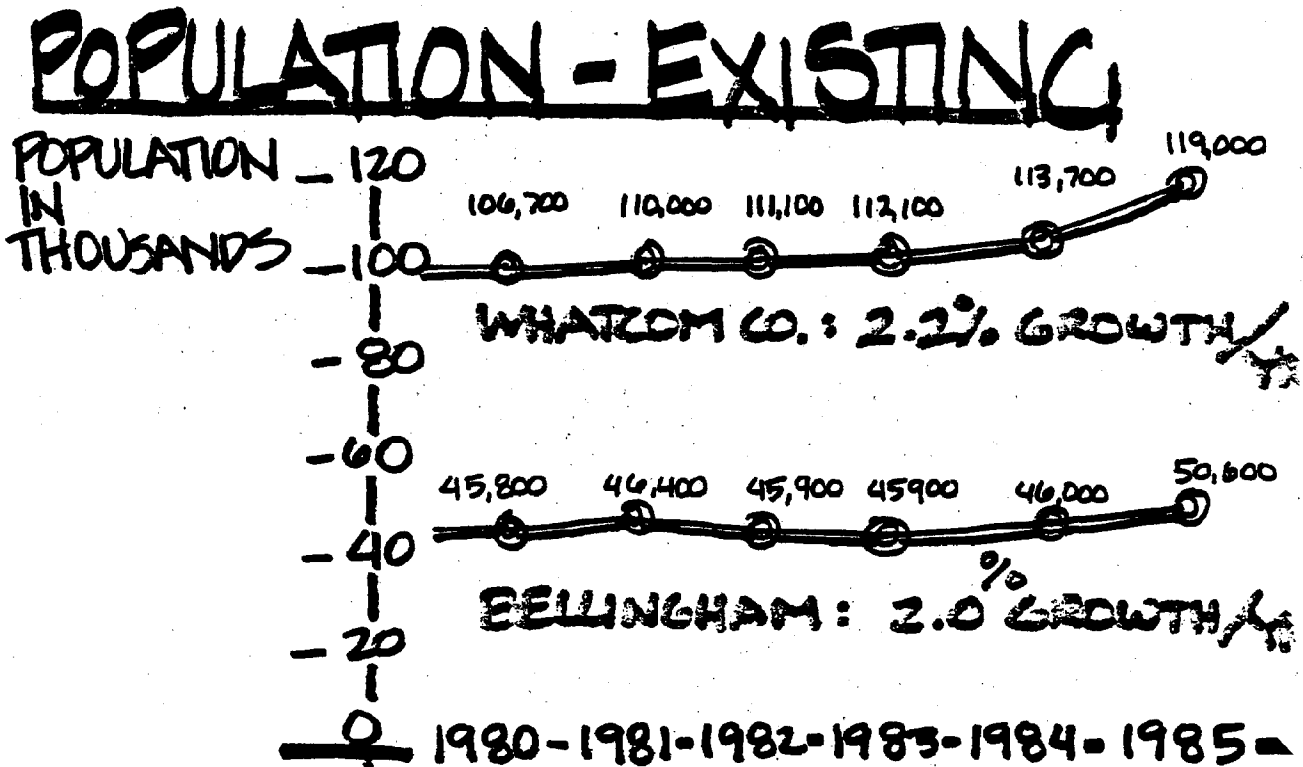 POPULATION - EXISTING
POPULATION
IN
THOUSANDS
120
100
80
60
40
20
0
106,700 110,000 111,100 112,100 113,700 119,000
WHATCOM CO. : 2.2% GROWTH/YR
45,800 46,400 45,900 45900 46,000 50,600
BELLINGHAM : 2.0% GROWTH/YR
1980-1981-1982-1983-1984-1985-